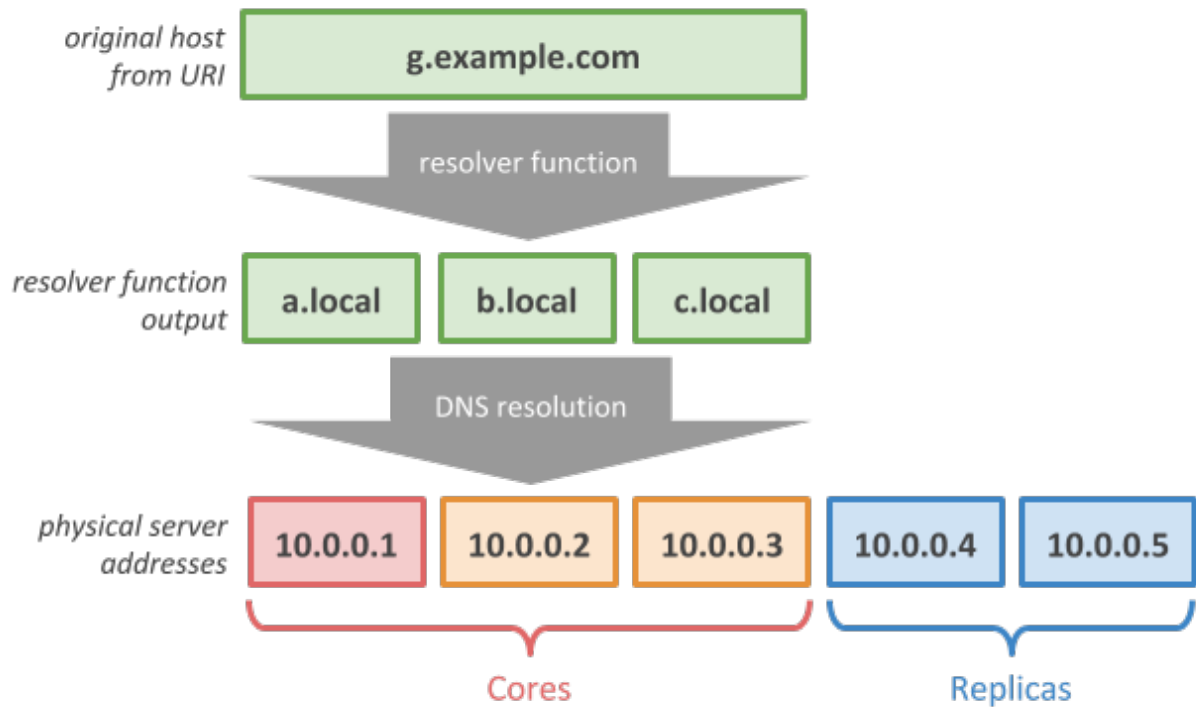 original host
from URI
g.example.com
resolver function
resolver function
output
a.local
b.local
c.local
DNS resolution
physical server
addresses
10.0.0.1
10.0.0.2
10.0.0.3
10.0.0.4
10.0.0.5
Cores
Replicas